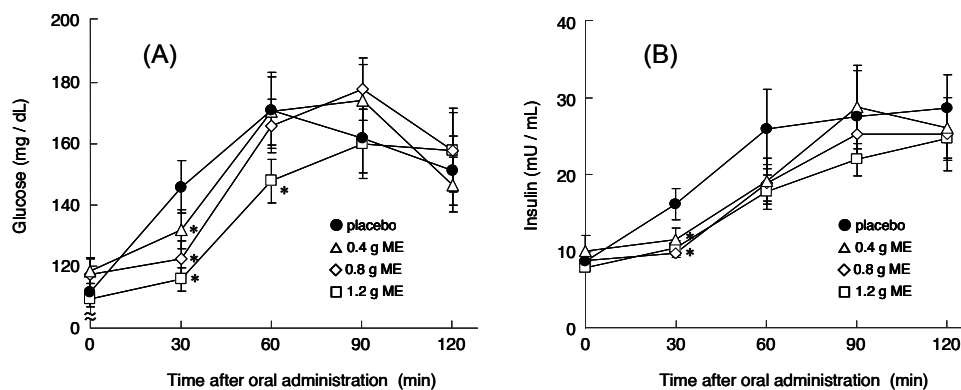 200
180
160
140
120
0
Glucose (mg / dL)
(A)
placebo
0.4 g ME
0.8 g ME
1.2 g ME
*
*
*
*
0 30 60 90 120
Time after oral administration (min)
40
30
20
10
0
Insulin (mU / mL)
(B)
placebo
0.4 g ME
0.8 g ME
1.2 g ME
*
*
0 30 60 90 120
Time after oral administration (min)